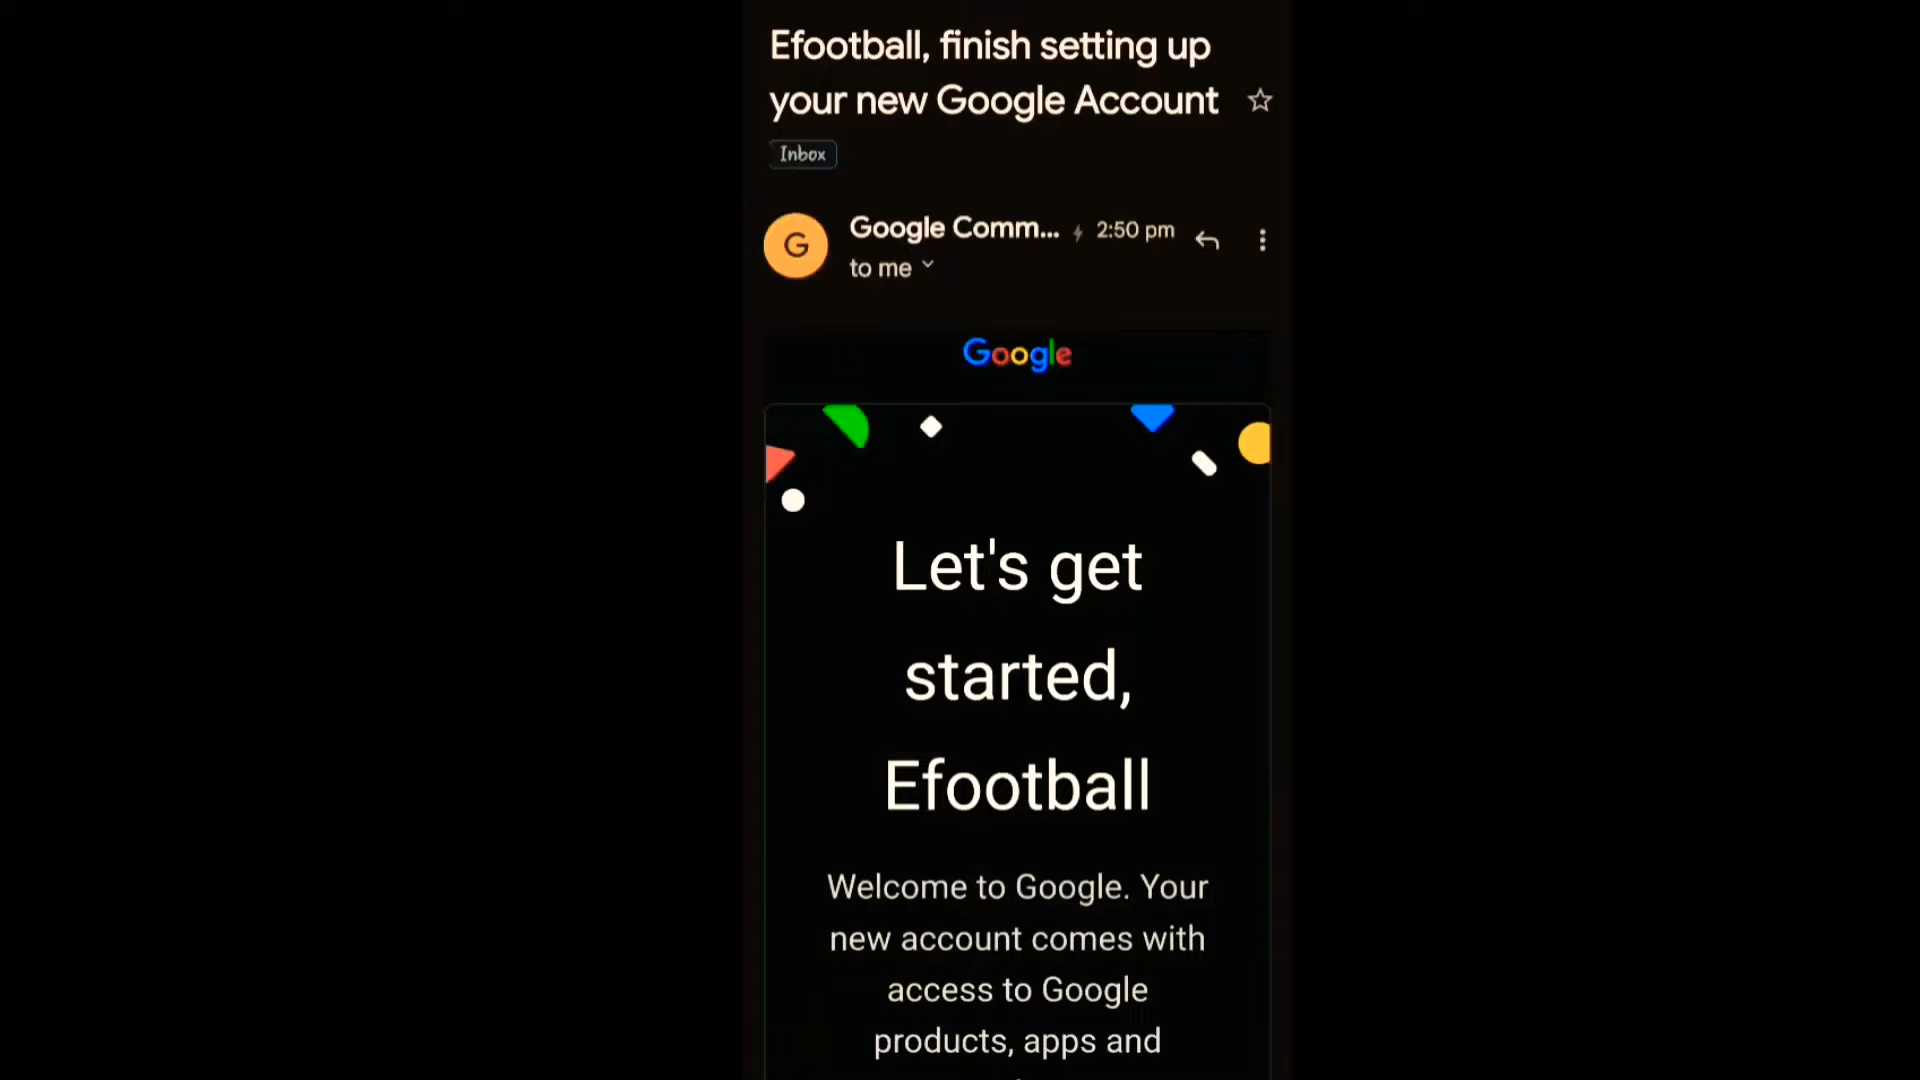 Efootball, finish setting up
your new Google Account
Inbox
G
Google Comm... 2:50 pm
to me
Google
Let's get
started,
Efootball
Welcome to Google. Your
new account comes with
access to Google
products, apps and